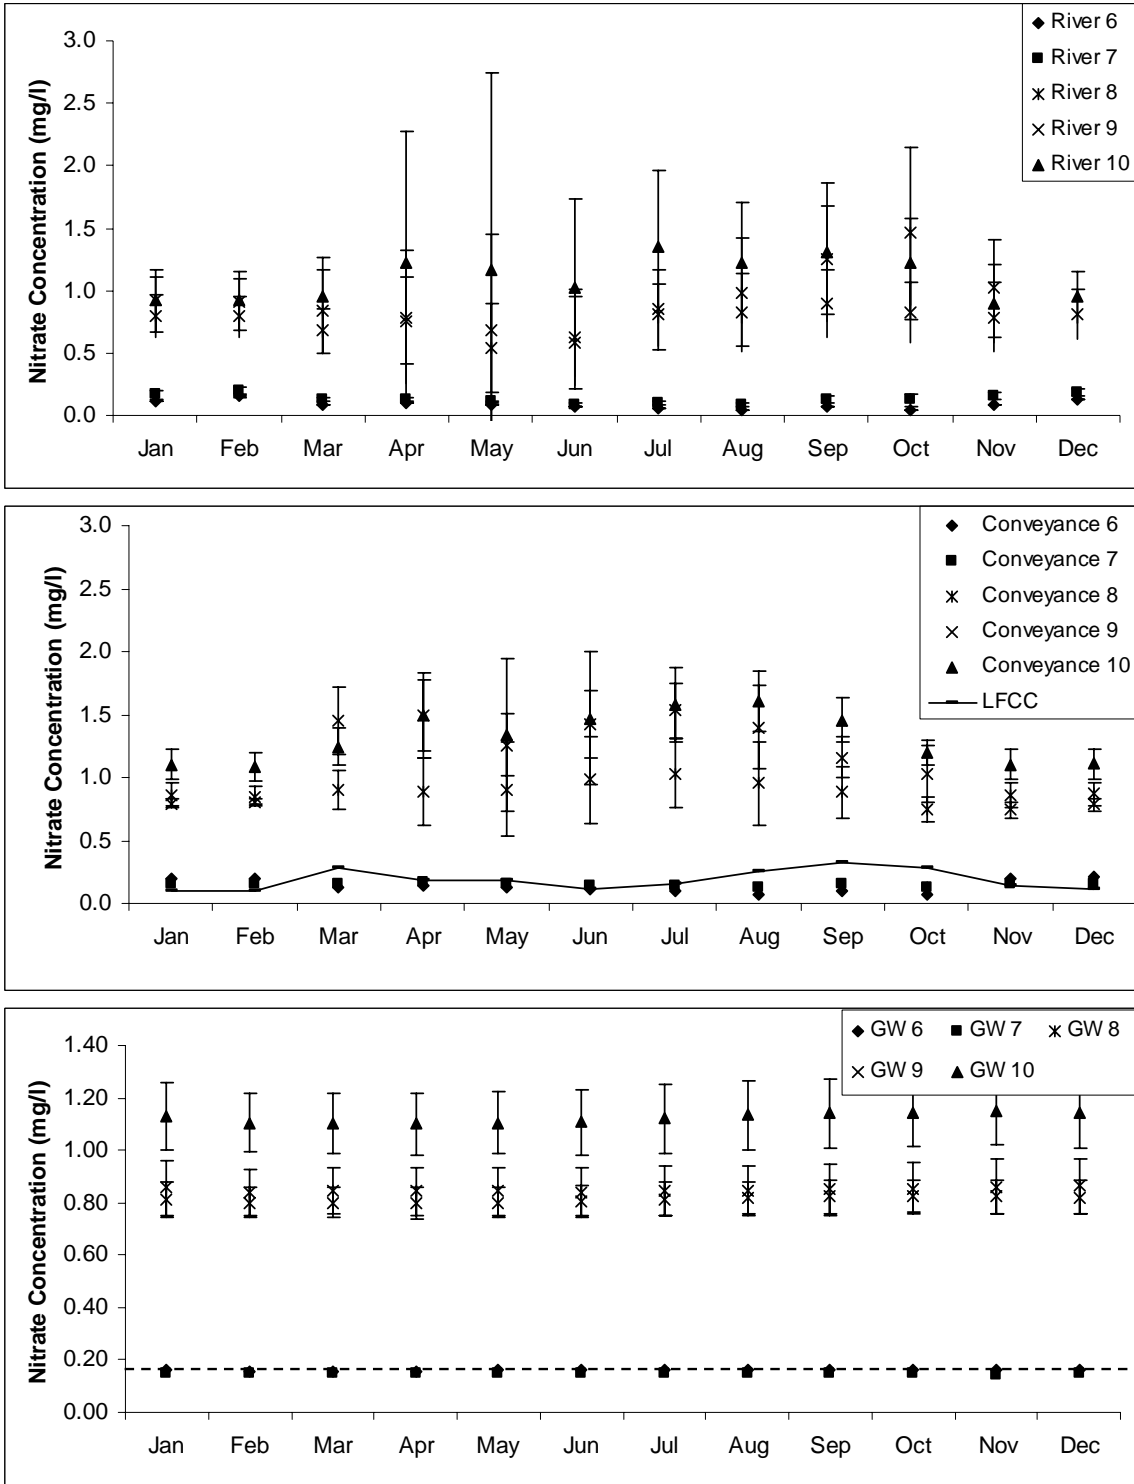 River 6
River 7
River 8
River 9
River 10
Nitrate Concentration (mg/l)
3.0
2.5
2.0
1.5
1.0
0.5
0.0
Jan Feb Mar Apr May Jun Jul Aug Sep Oct Nov Dec
Conveyance 6
Conveyance 7
Conveyance 8
Conveyance 9
Conveyance 10
LFCC
Nitrate Concentration (mg/l)
3.0
2.5
2.0
1.5
1.0
0.5
0.0
Jan Feb Mar Apr May Jun Jul Aug Sep Oct Nov Dec
GW 6 GW 7 GW 8
GW 9 GW 10
Nitrate Concentration (mg/l)
1.40
1.20
1.00
0.80
0.60
0.40
0.20
0.00
Jan Feb Mar Apr May Jun Jul Aug Sep Oct Nov Dec